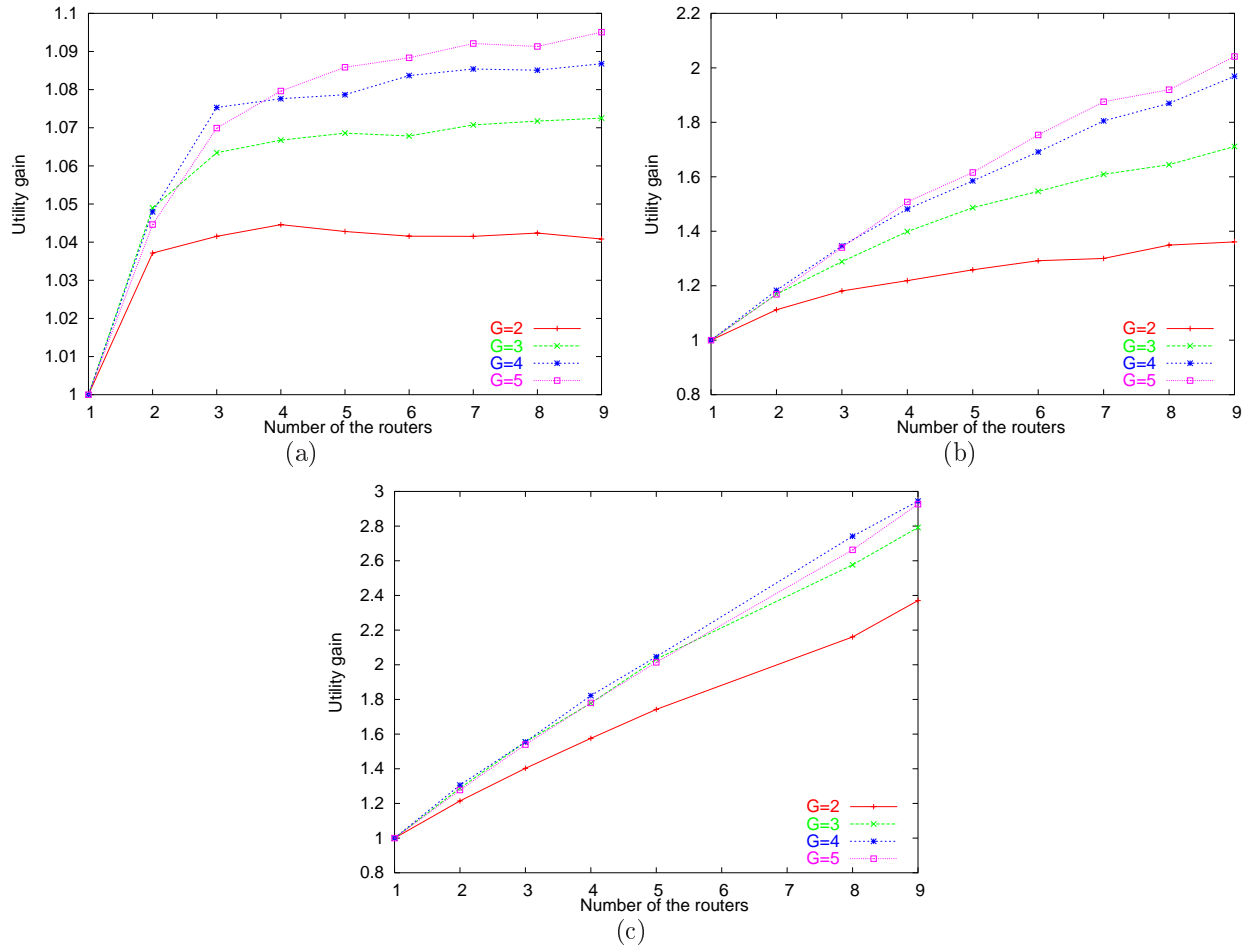 1.1
1.09
1.08
1.07
1.06
1.05
1.04
1.03
1.02
1.01
1
Utility gain
G=2
G=3
G=4
G=5
1 2 3 4 5 6 7 8 9
Number of the routers
(a)
2.2
2
1.8
1.6
1.4
1.2
1
0.8
Utility gain
G=2
G=3
G=4
G=5
1 2 3 4 5 6 7 8 9
Number of the routers
(b)
3
2.8
2.6
2.4
2.2
2
1.8
1.6
1.4
1.2
1
0.8
Utility gain
G=2
G=3
G=4
G=5
1 2 3 4 5 6 7 8 9
Number of the routers
(c)